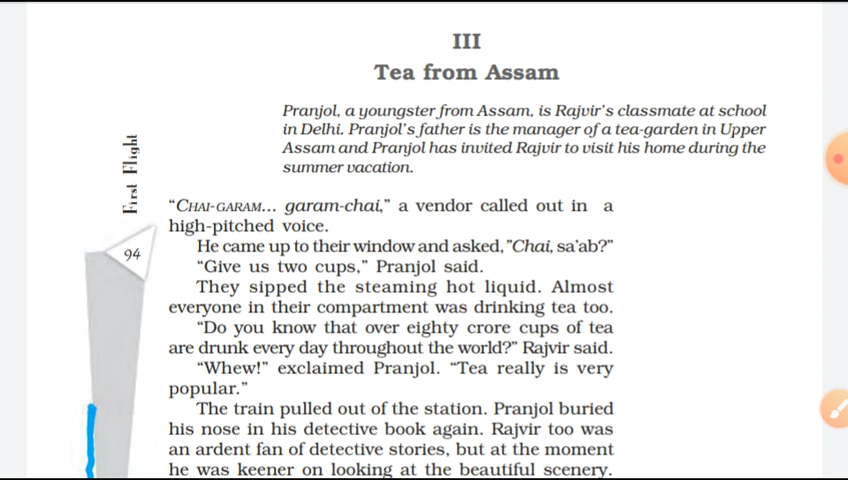 III
Tea from Assam
Pranjol, a youngster from Assam, is Rajvir's classmate at school
in Delhi. Pranjol's father is the manager of a tea-garden in Upper
Assam and Pranjol has invited Rajvir to visit his home during the
summer vacation.
First Flight
94
“CHAI-GARAM... garam-chai,” a vendor called out in a
high-pitched voice.
He came up to their window and asked, ”Chai, sa'ab?”
“Give us two cups,” Pranjol said.
They sipped the steaming hot liquid. Almost
everyone in their compartment was drinking tea too.
“Do you know that over eighty crore cups of tea
are drunk every day throughout the world?” Rajvir said.
“Whew!” exclaimed Pranjol. “Tea really is very
popular.”
The train pulled out of the station. Pranjol buried
his nose in his detective book again. Rajvir too was
an ardent fan of detective stories, but at the moment
he was keener on looking at the beautiful scenery.